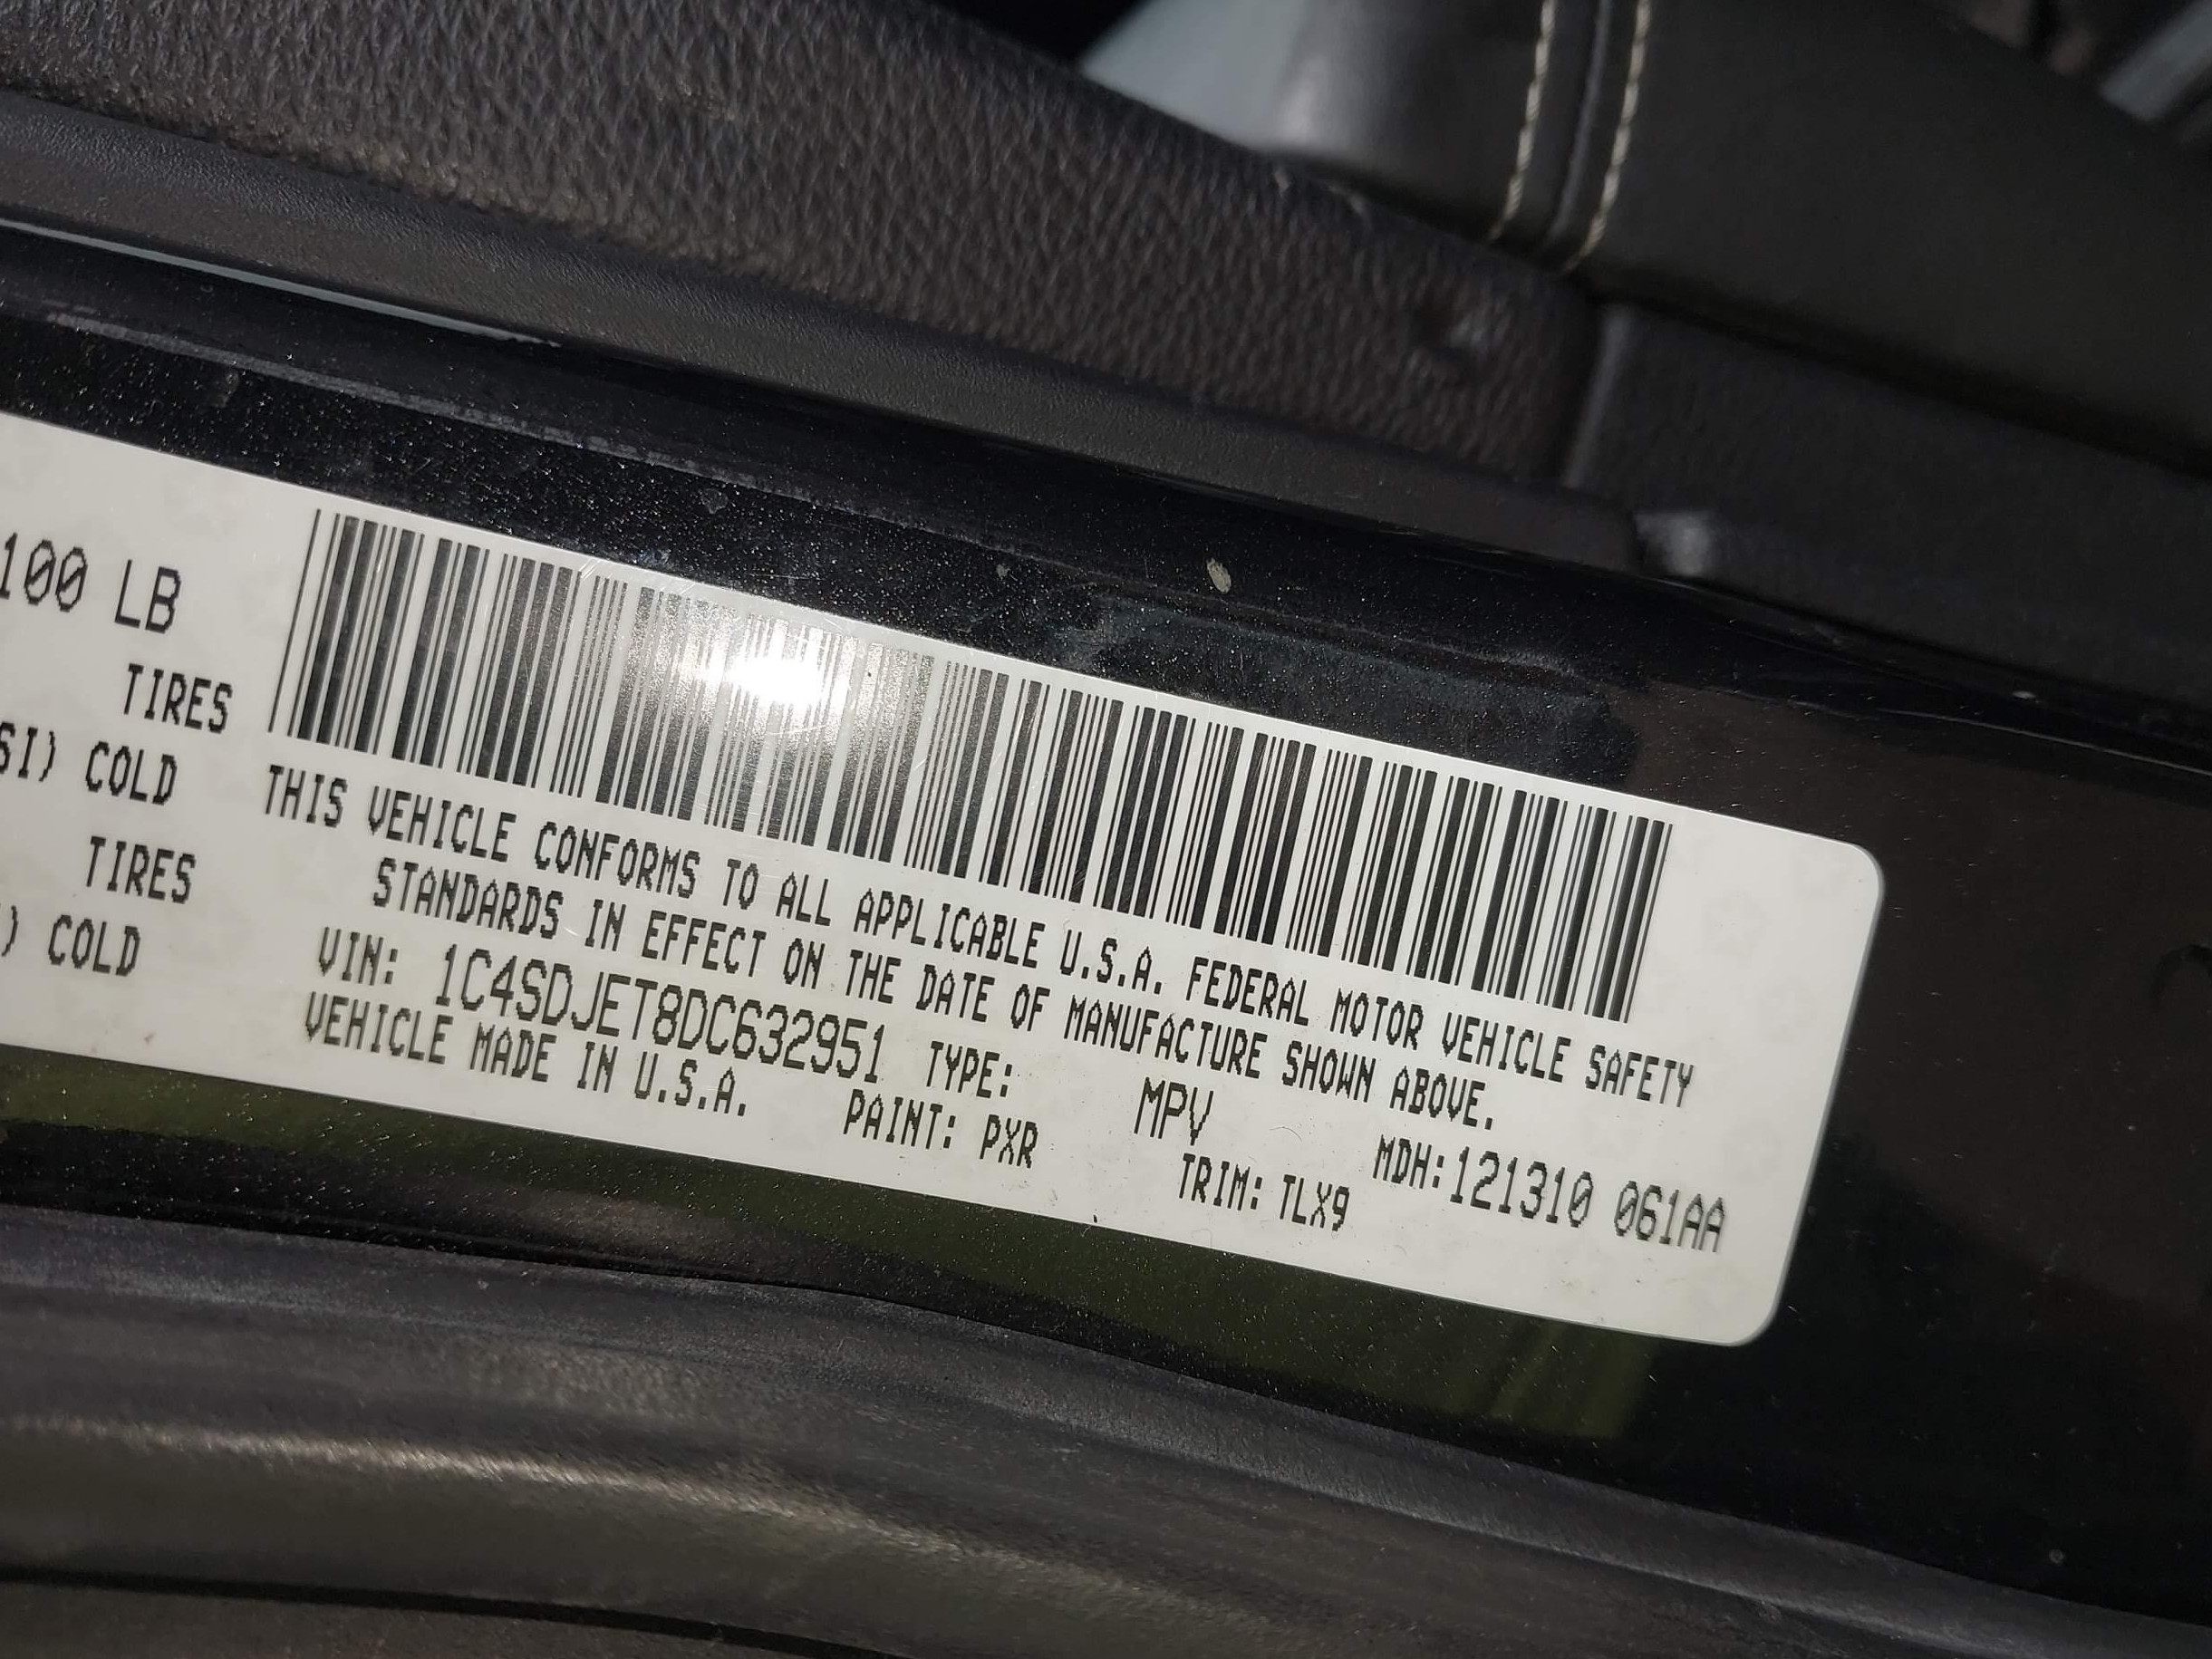 100 LB
TIRES
SI) COLD
TIRES
) COLD
THIS VEHICLE CONFORMS TO ALL APPLICABLE U.S.A. FEDERAL MOTOR VEHICLE SAFETY
STANDARDS IN EFFECT ON THE DATE OF MANUFACTURE SHOWN ABOVE.
VIN: 1C4SDJET8DC632951 TYPE: MPV MDH:121310 061AA
VEHICLE MADE IN U.S.A. PAINT: PXR TRIM: TLX9